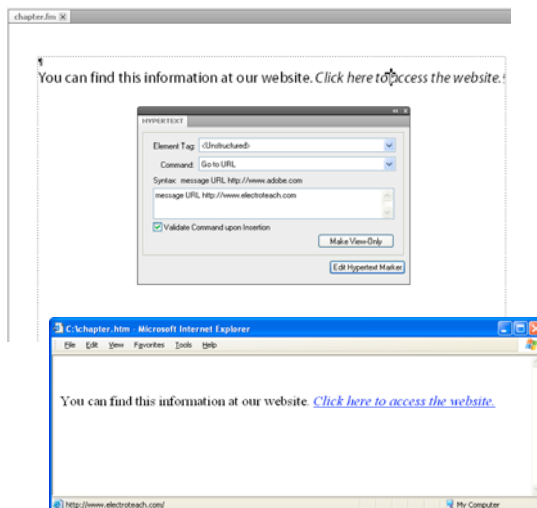 chapter.fm
You can find this information at our website. Click here to access the website.
HYPERTEXT
Element Tag: <Unstructured>
Command: Go to URL
Syntax: message URL http://www.adobe.com
message URL http://www.electroteach.com
Validate Command upon Insertion
Make View-Only
Edit Hypertext Marker
C:\chapter.htm - Microsoft Internet Explorer
File Edit View Favorites Tools Help
You can find this information at our website. Click here to access the website.
http://www.electroteach.com/ My Computer